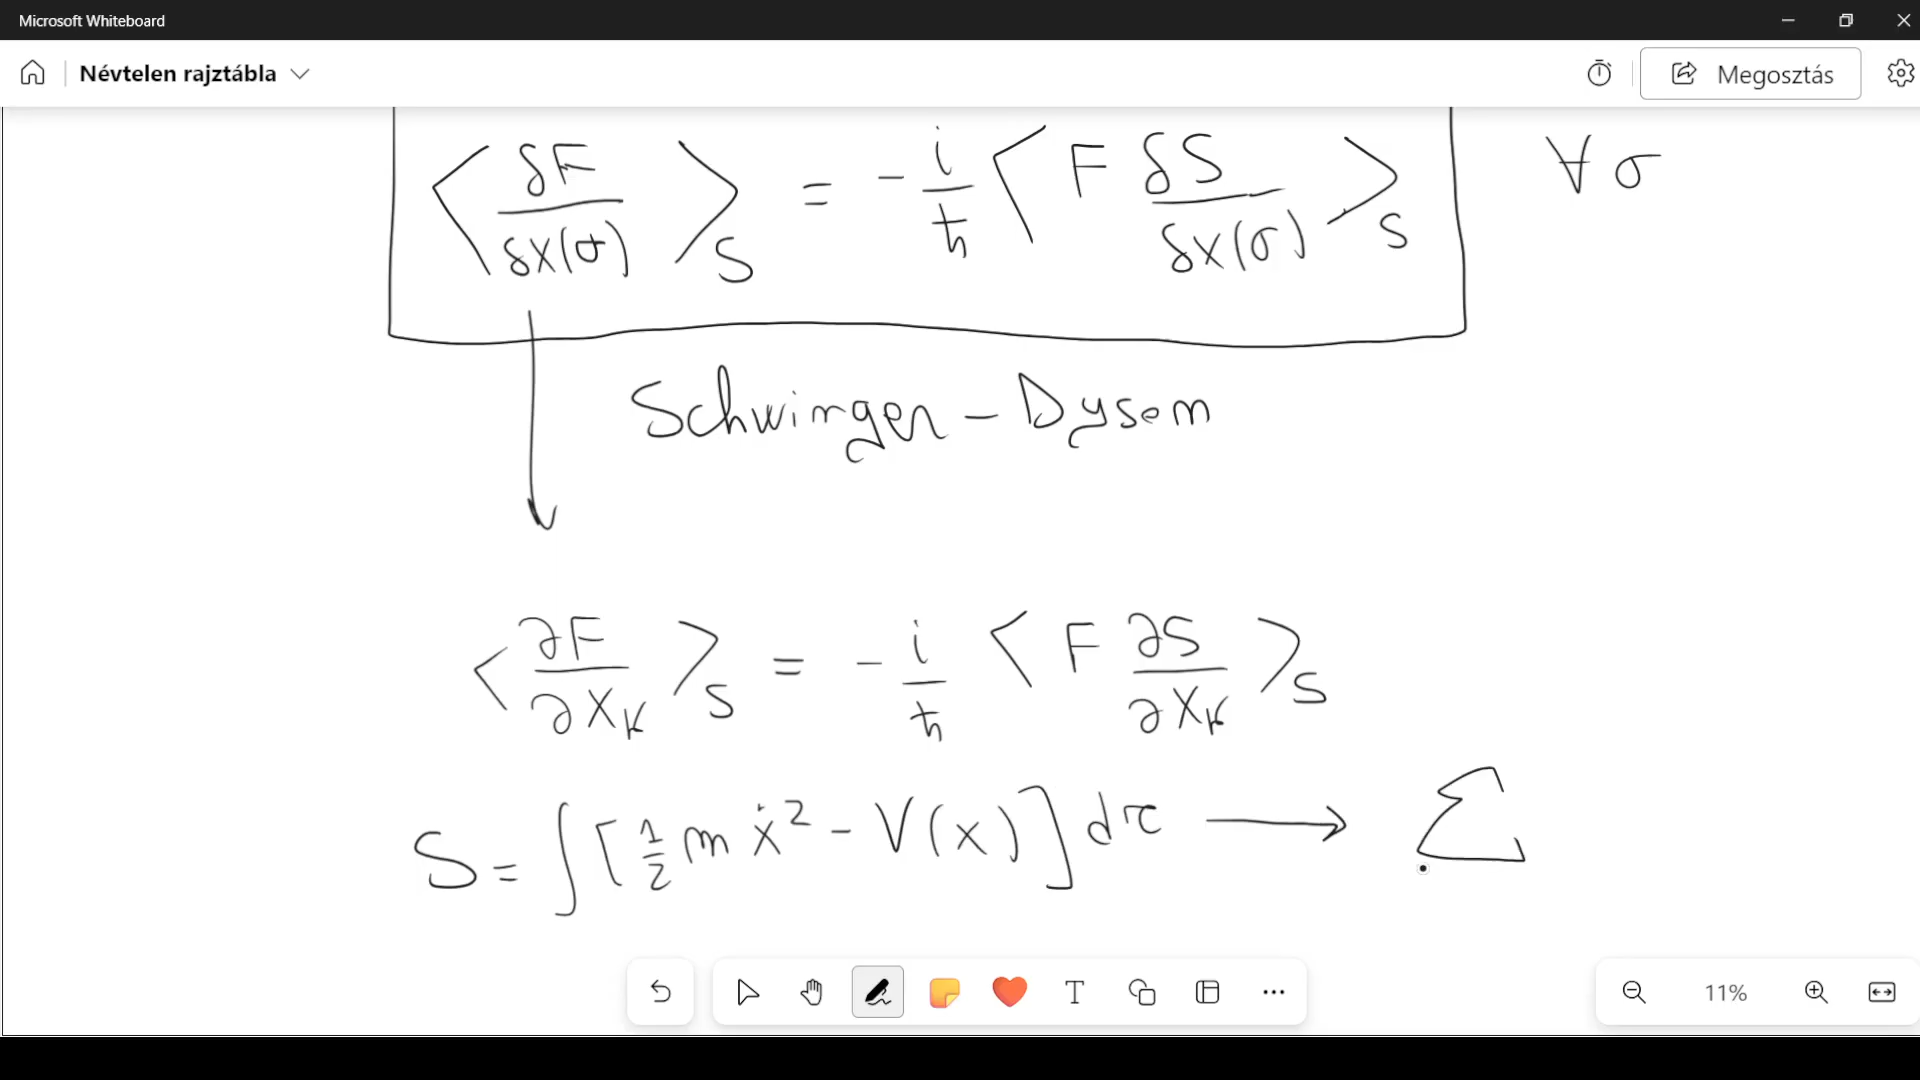 Microsoft Whiteboard
Névtelen rajztábla
Megosztás
⟨ δF/δx(σ) ⟩_S = - i/ħ ⟨ F δS/δx(σ) ⟩_S ∀ σ
Schwinger - Dyson
⟨ ∂F/∂x_k ⟩_S = - i/ħ ⟨ F ∂S/∂x_k ⟩_S
S = ∫ [ 1/2 m ẋ² - V(x) ] dτ → Σ
11%